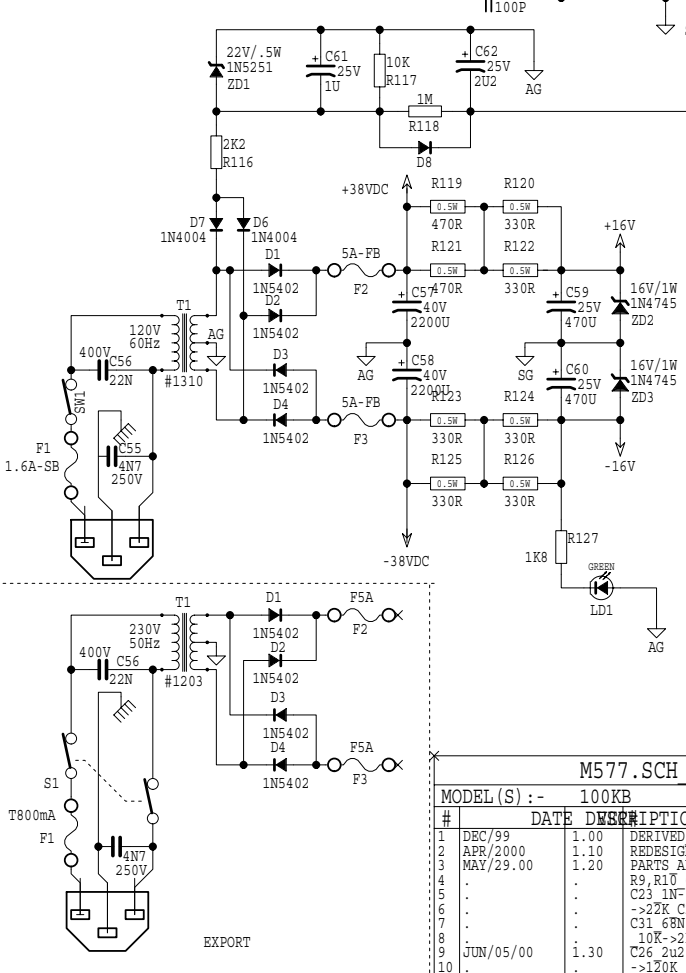 100P
22V/.5W
1N5251
ZD1
C61
25V
1U
10K
R117
C62
25V
2U2
AG
1M
R118
D8
2K2
R116
+38VDC
R119
R120
0.5W
0.5W
470R
330R
D7
1N4004
D6
1N4004
+16V
D1
1N5402
5A-FB
F2
R121
R122
0.5W
0.5W
470R
330R
C57
40V
2200U
C59
25V
470U
16V/1W
1N4745
ZD2
T1
120V
60Hz
#1310
AG
D2
1N5402
400V
C56
22N
D3
1N5402
AG
SG
C58
40V
2200U
C60
25V
470U
16V/1W
1N4745
ZD3
SW1
D4
1N5402
5A-FB
F3
R123
R124
0.5W
0.5W
330R
330R
F1
1.6A-SB
C55
4N7
250V
R125
R126
0.5W
0.5W
330R
330R
-16V
-38VDC
R127
1K8
GREEN
LD1
AG
T1
230V
50Hz
#1203
D1
1N5402
F5A
F2
400V
C56
22N
D2
1N5402
D3
1N5402
D4
1N5402
F5A
F3
S1
T800mA
F1
4N7
250V
EXPORT
M577.SCH_
MODEL(S):- 100KB
# DATE
1 DEC/99 1.00 DERIVED
2 APR/2000 1.10 REDESIG
3 MAY/29.00 1.20 PARTS A
4 . . R9,R10
5 . . C23 1N-
6 . . ->22K C
7 . . C31 68N
8 . . 10K->2
9 JUN/05/00 1.30 C26 2u2
10 . . ->120K